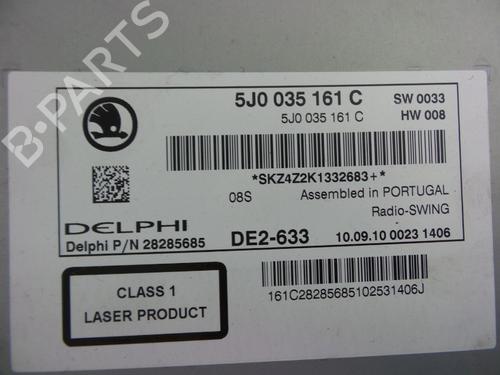 5J0 035 161 C SW 0033
5J0 035 161 C HW 008
*SKZ4Z2K1332683+*
08S Assembled in PORTUGAL
Radio-SWING
DELPHI
Delphi P/N 28285685 DE2-633 10.09.10 0023 1406
CLASS 1
LASER PRODUCT
161C28285685102531406J
B-PARTS